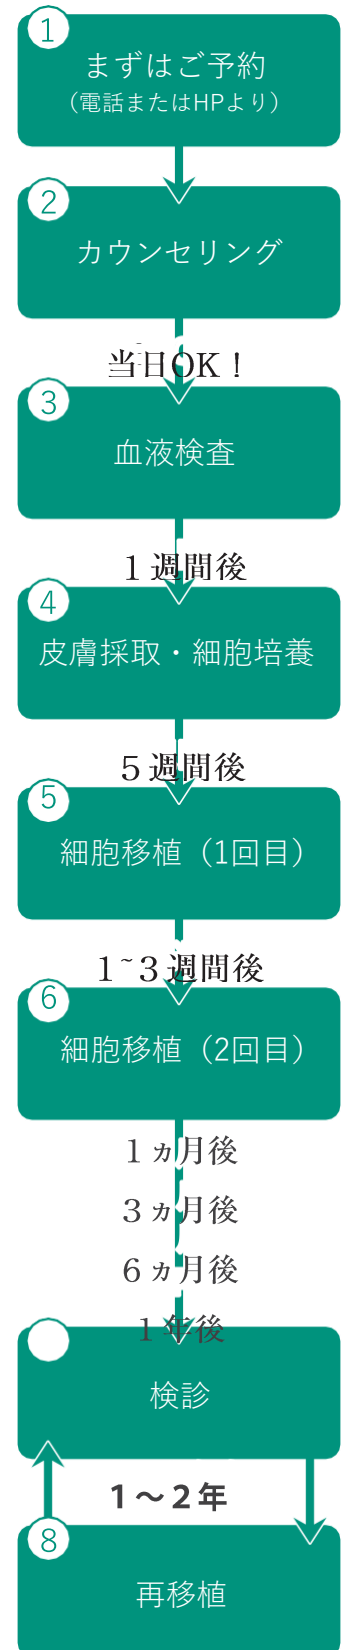 1
まずはご予約
(電話またはHPより)
2
カウンセリング
当日OK!
3
血液検査
1週間後
4
皮膚採取・細胞培養
5週間後
5
細胞移植(1回目)
1~3週間後
6
細胞移植(2回目)
1ヵ月後
3ヵ月後
6ヵ月後
1年後
検診
1~2年
8
再移植